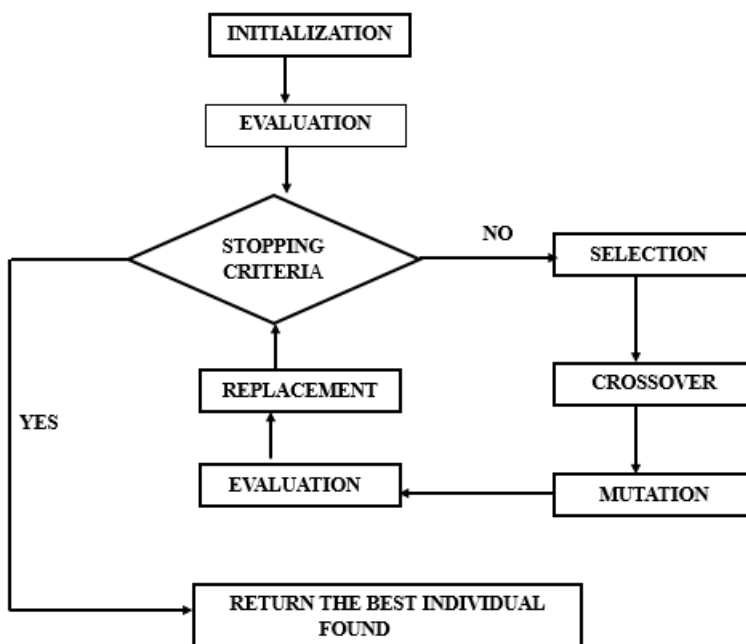 INITIALIZATION
EVALUATION
STOPPING
CRITERIA
NO
SELECTION
CROSSOVER
REPLACEMENT
YES
EVALUATION
MUTATION
RETURN THE BEST INDIVIDUAL
FOUND